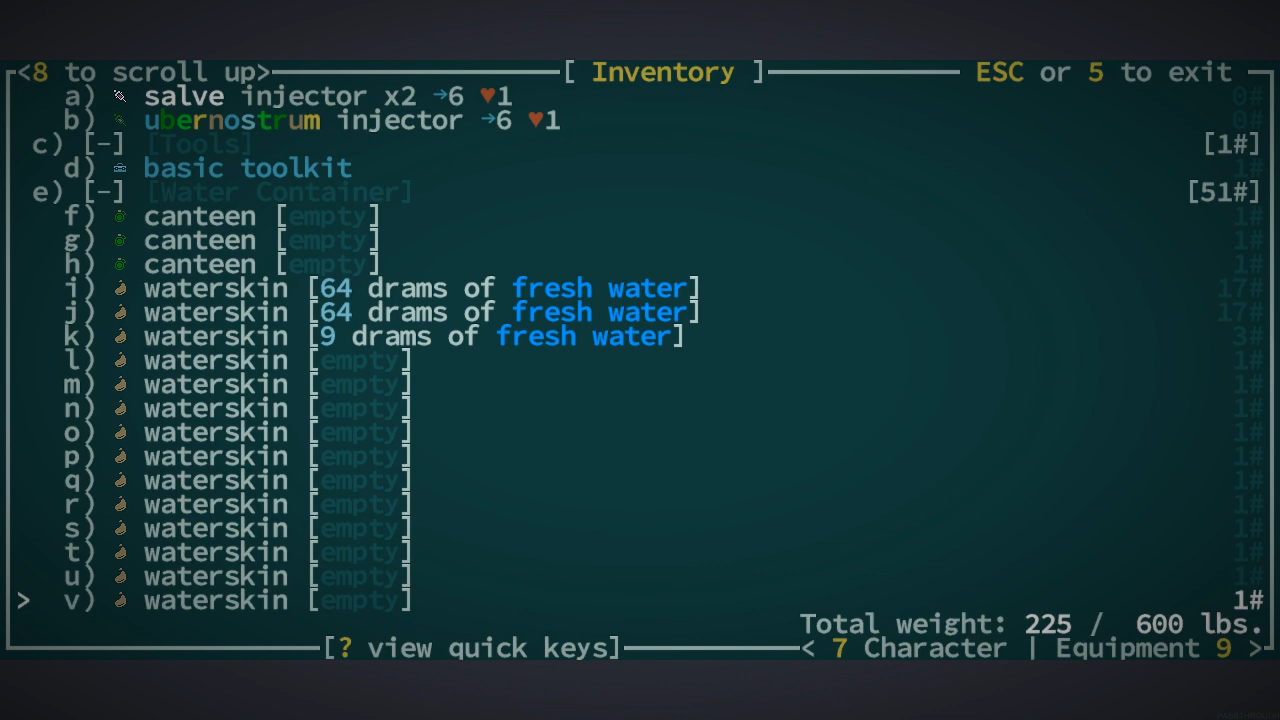 <8 to scroll up> [ Inventory ] ESC or 5 to exit
a) salve injector x2 →6 ♥1 0#
b) ubernostrum injector →6 ♥1 0#
c) [-] [Tools] [1#]
d) basic toolkit 1#
e) [-] [Water Container] [51#]
f) canteen [empty] 1#
g) canteen [empty] 1#
h) canteen [empty] 1#
i) waterskin [64 drams of fresh water] 17#
j) waterskin [64 drams of fresh water] 17#
k) waterskin [9 drams of fresh water] 3#
l) waterskin [empty] 1#
m) waterskin [empty] 1#
n) waterskin [empty] 1#
o) waterskin [empty] 1#
p) waterskin [empty] 1#
q) waterskin [empty] 1#
r) waterskin [empty] 1#
s) waterskin [empty] 1#
t) waterskin [empty] 1#
u) waterskin [empty] 1#
> v) waterskin [empty] 1#
Total weight: 225 / 600 lbs.
[? view quick keys] < 7 Character | Equipment 9 >